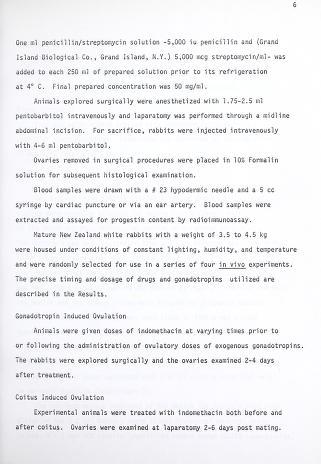 6
One ml penicillin/streptomycin solution -5,000 iu penicillin and (Grand
Island Biological Co., Grand Island, N.Y.) 5,000 mcg streptomycin/ml- was
added to each 250 ml of prepared solution prior to its refrigeration
at 4° C. Final prepared concentration was 50 mg/ml.
Animals explored surgically were anesthetized with 1.75-2.5 ml
pentobarbitol intravenously and laparatomy was performed through a midline
abdominal incision. For sacrifice, rabbits were injected intravenously
with 4-6 ml pentobarbitol.
Ovaries removed in surgical procedures were placed in 10% Formalin
solution for subsequent histological examination.
Blood samples were drawn with a # 23 hypodermic needle and a 5 cc
syringe by cardiac puncture or via an ear artery. Blood samples were
extracted and assayed for progestin content by radioimmunoassay.
Mature New Zealand white rabbits with a weight of 3.5 to 4.5 kg
were housed under conditions of constant lighting, humidity, and temperature
and were randomly selected for use in a series of four in vivo experiments.
The precise timing and dosage of drugs and gonadotropins utilized are
described in the Results.
Gonadotropin Induced Ovulation
Animals were given doses of indomethacin at varying times prior to
or following the administration of ovulatory doses of exogenous gonadotropins.
The rabbits were explored surgically and the ovaries examined 2-4 days
after treatment.
Coitus Induced Ovulation
Experimental animals were treated with indomethacin both before and
after coitus. Ovaries were examined at laparatomy 2-6 days post mating.